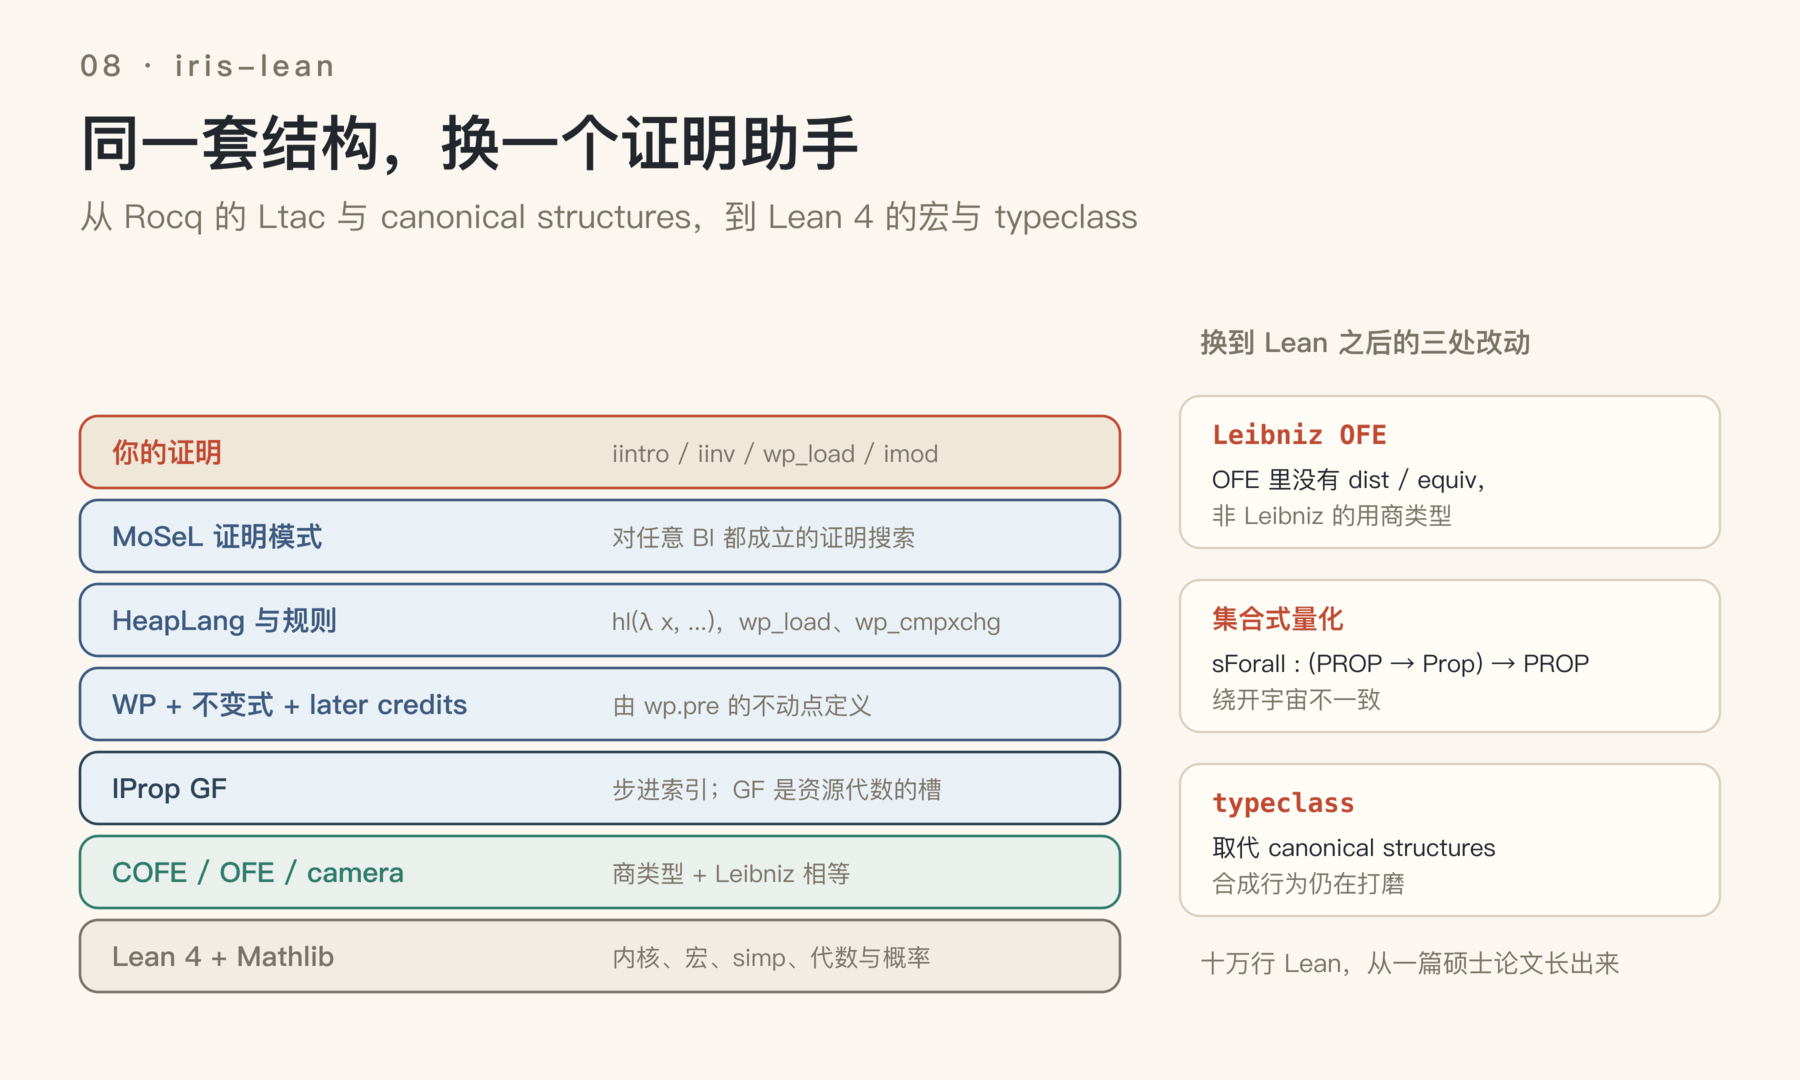 08 · iris-lean
同一套结构，换一个证明助手
从 Rocq 的 Ltac 与 canonical structures，到 Lean 4 的宏与 typeclass
你的证明 iintro / iinv / wp_load / imod
MoSeL 证明模式 对任意 BI 都成立的证明搜索
HeapLang 与规则 hl(λ x, ...)，wp_load、wp_cmpxchg
WP + 不变式 + later credits 由 wp.pre 的不动点定义
IProp GF 步进索引；GF 是资源代数的槽
COFE / OFE / camera 商类型 + Leibniz 相等
Lean 4 + Mathlib 内核、宏、simp、代数与概率
换到 Lean 之后的三处改动
Leibniz OFE
OFE 里没有 dist / equiv，
非 Leibniz 的用商类型
集合式量化
sForall : (PROP → Prop) → PROP
绕开宇宙不一致
typeclass
取代 canonical structures
合成行为仍在打磨
十万行 Lean，从一篇硕士论文长出来